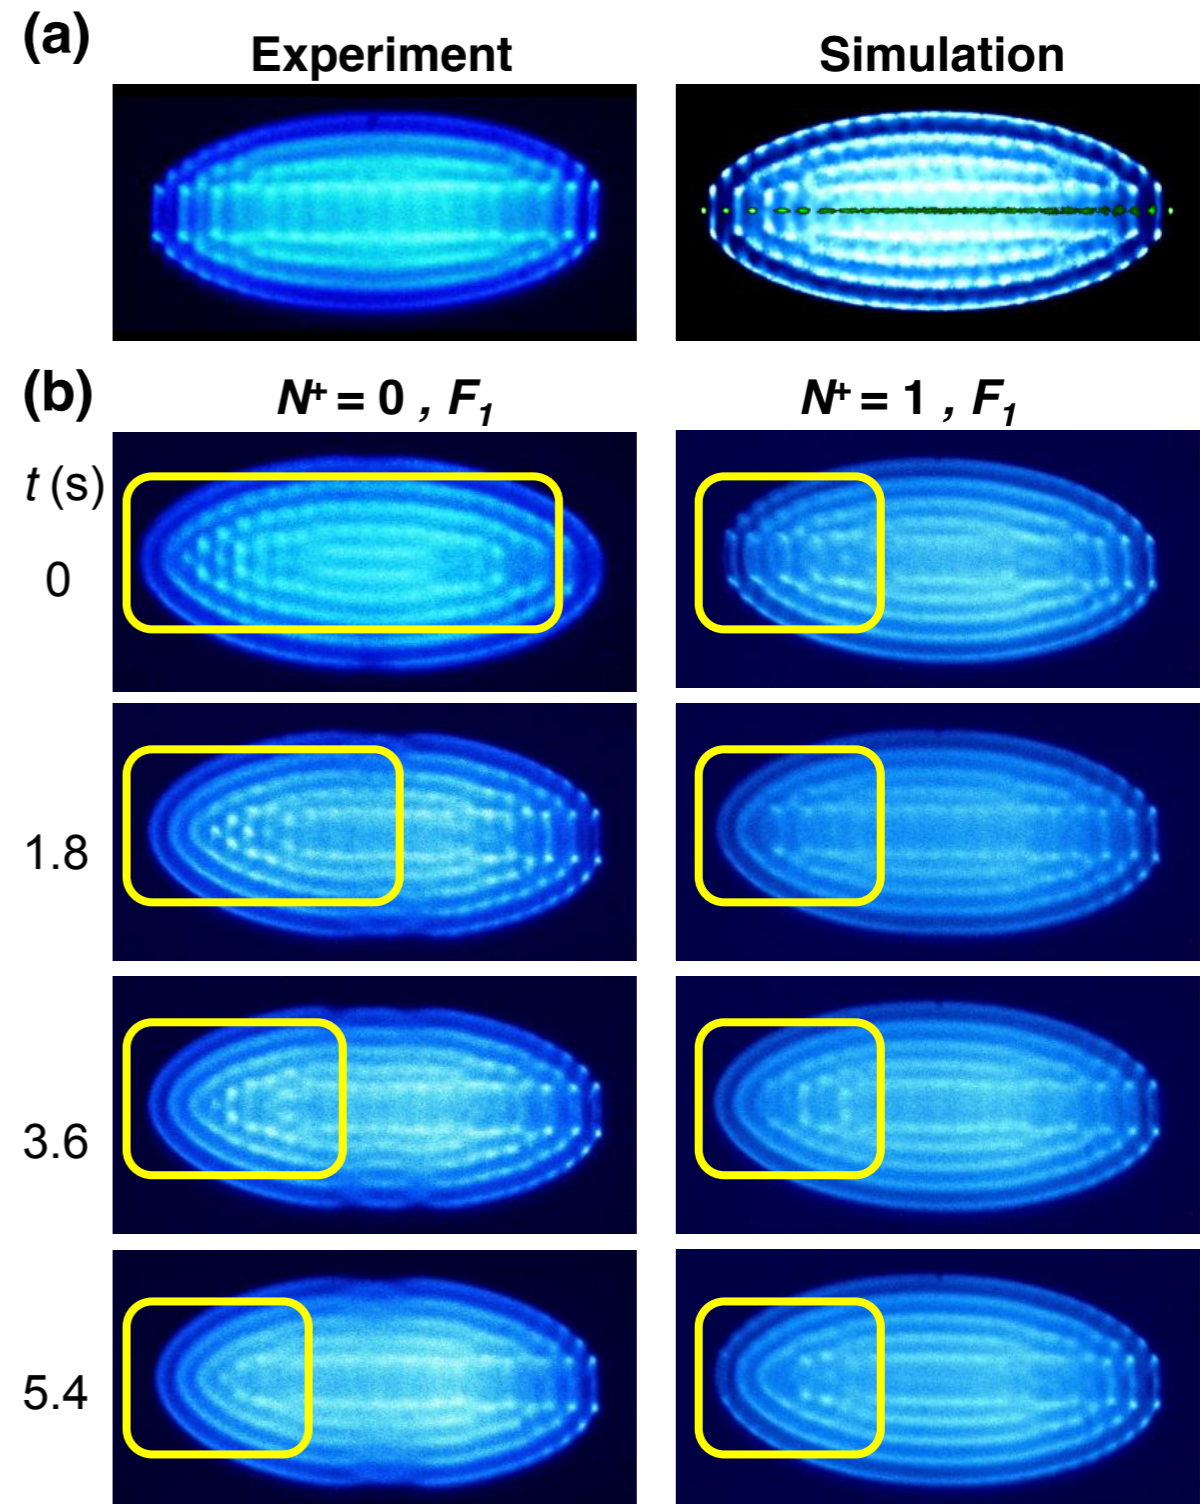 (a)
Experiment Simulation
(b)
N⁺ = 0 , F₁ N⁺ = 1 , F₁
t (s)
0
1.8
3.6
5.4